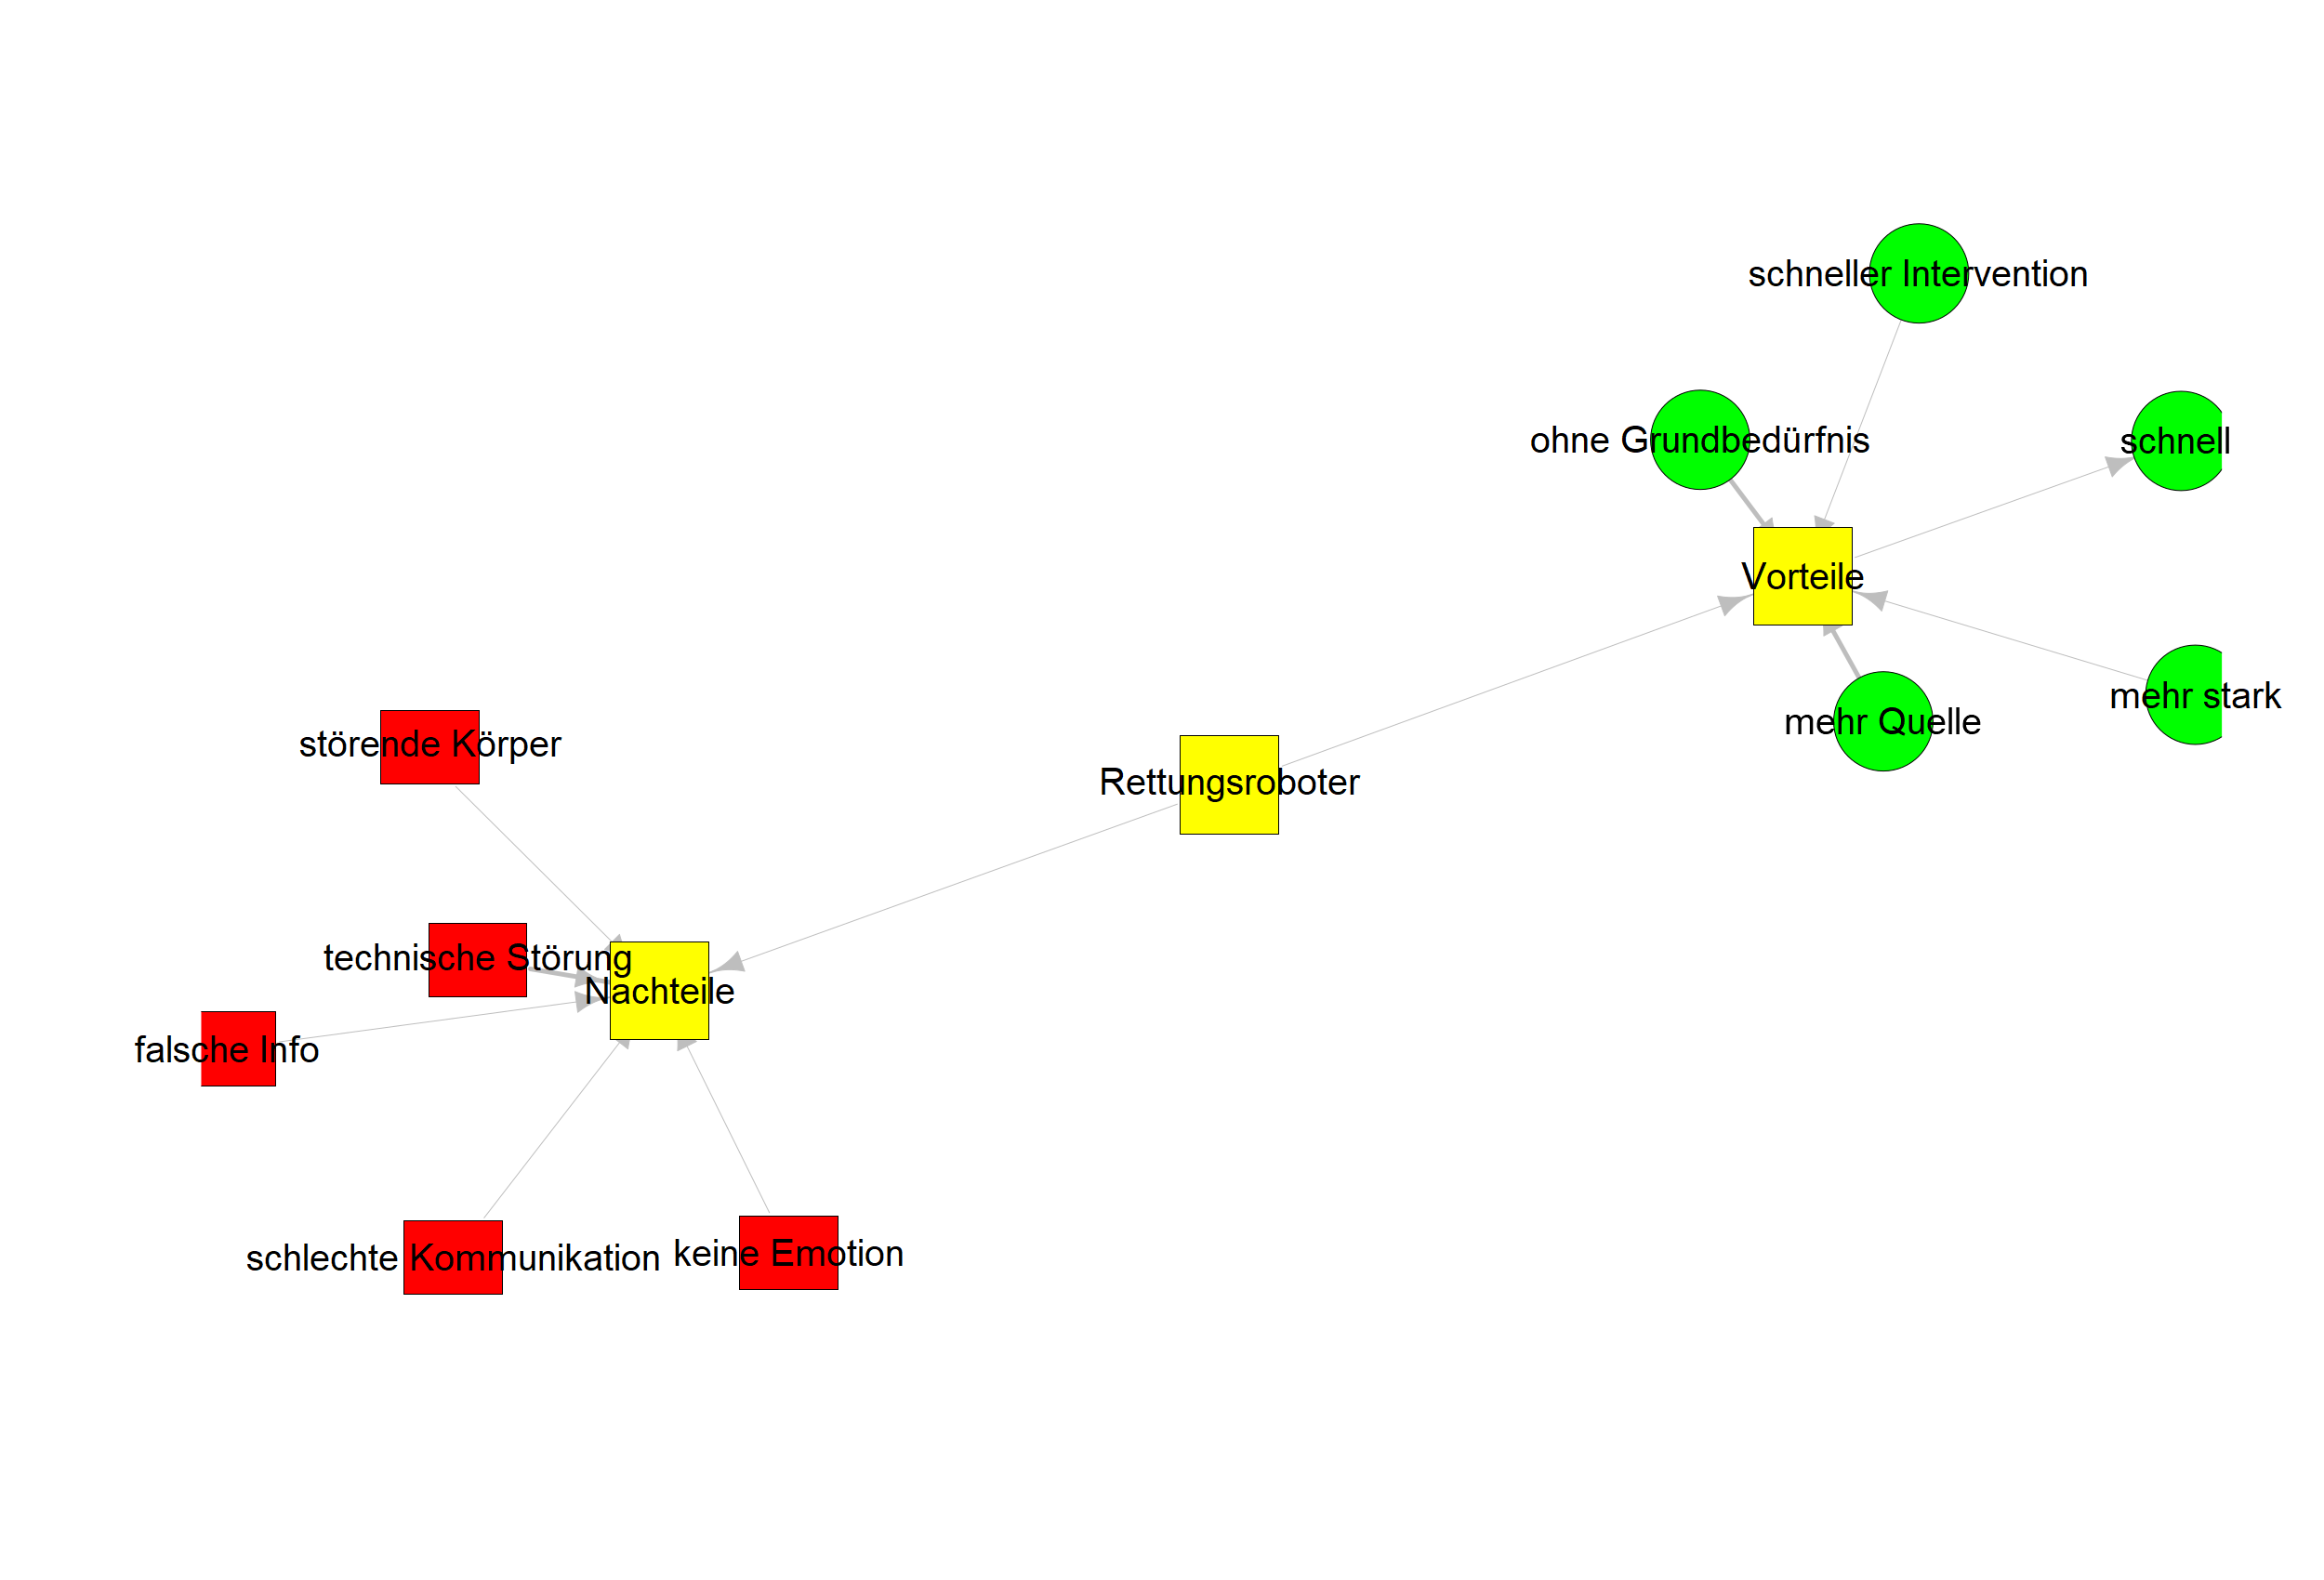 schneller Intervention
ohne Grundbedürfnis
schnell
Vorteile
mehr stark
mehr Quelle
störende Körper
Rettungsroboter
technische Störung
Nachteile
falsche Info
schlechte Kommunikation
keine Emotion